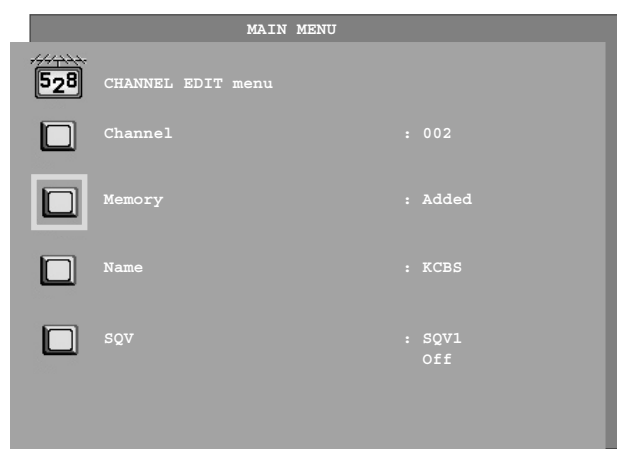 MAIN MENU
528
CHANNEL EDIT menu
Channel : 002
Memory : Added
Name : KCBS
SQV : SQV1
Off